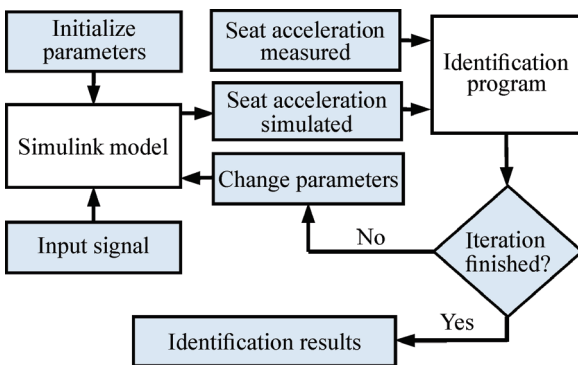 Initialize
parameters
Seat acceleration
measured
Identification
program
Seat acceleration
simulated
Simulink model
Change parameters
Input signal
No
Iteration
finished?
Yes
Identification results